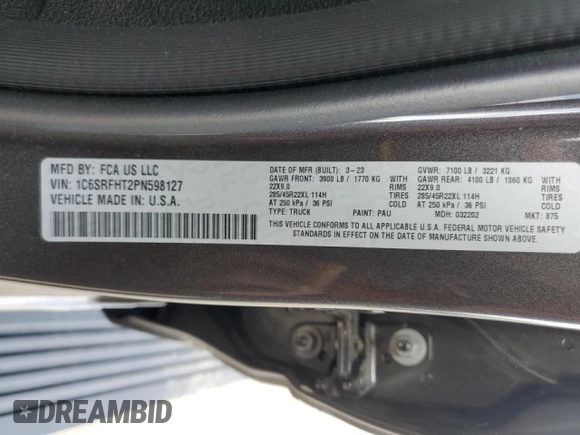 MFD BY: FCA US LLC
VIN: 1C6SRFHT2PN598127
VEHICLE MADE IN: U.S.A.
DATE OF MFR (BUILT): 3-23
GVWR: 7100 LB / 3221 KG
GAWR FRONT: 3900 LB / 1770 KG
GAWR REAR: 4100 LB / 1860 KG
TIRES COLD
TIRES COLD
22X9.0
22X9.0
285/45R22XL 114H
285/45R22XL 114H
AT 250 kPa / 36 PSI
AT 250 kPa / 36 PSI
TYPE: TRUCK PAINT: PAU MDH: 032202 MKT: 875
THIS VEHICLE CONFORMS TO ALL APPLICABLE U.S.A. FEDERAL MOTOR VEHICLE SAFETY
STANDARDS IN EFFECT ON THE DATE OF MANUFACTURE SHOWN ABOVE.
DREAMBID